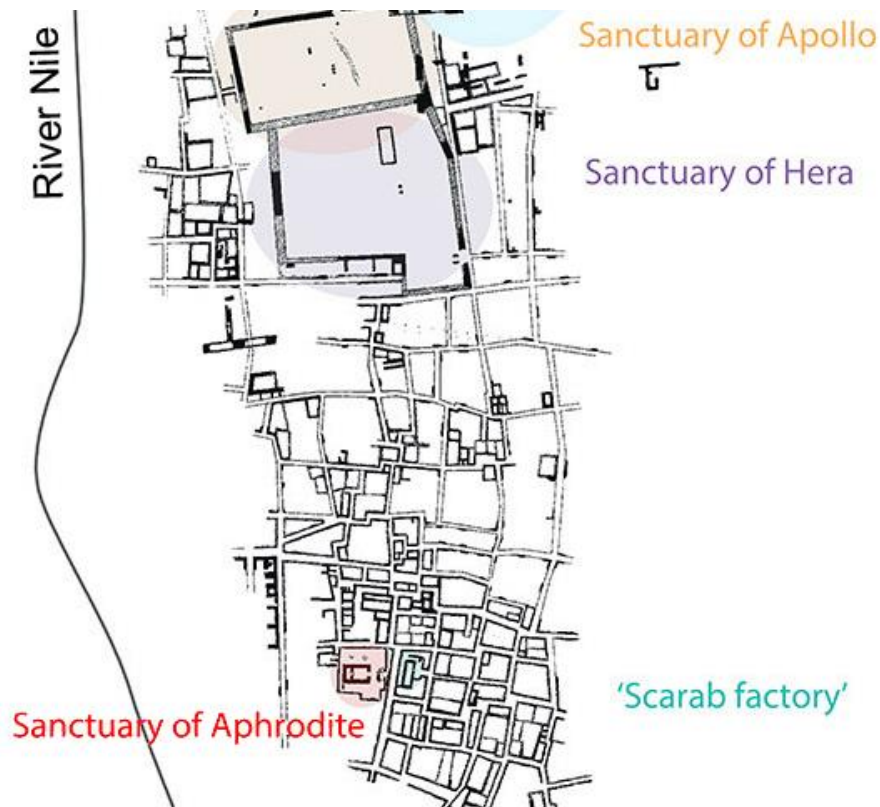 River Nile
Sanctuary of Apollo
Sanctuary of Hera
'Scarab factory'
Sanctuary of Aphrodite